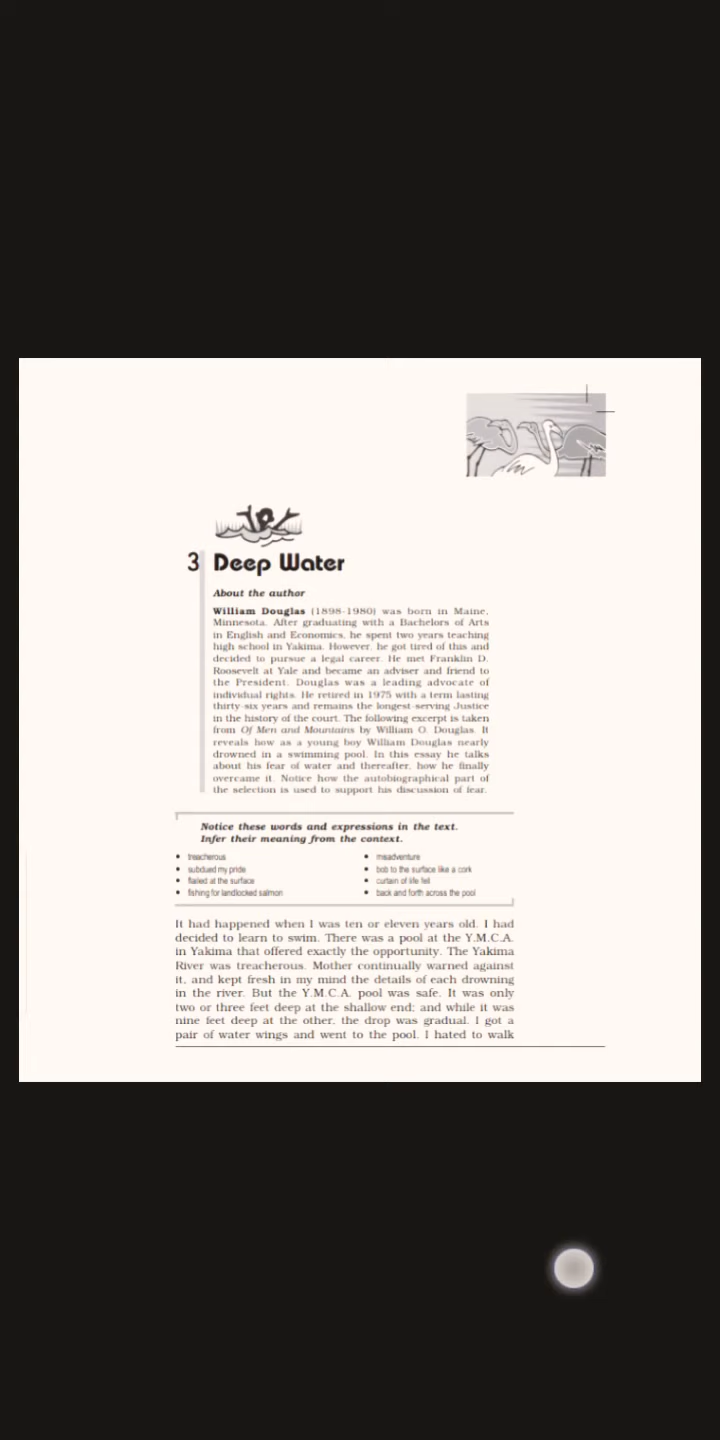 3 Deep Water
About the author
William Douglas (1898-1980) was born in Maine,
Minnesota. After graduating with a Bachelors of Arts
in English and Economics, he spent two years teaching
high school in Yakima. However, he got tired of this and
decided to pursue a legal career. He met Franklin D.
Roosevelt at Yale and became an adviser and friend to
the President. Douglas was a leading advocate of
individual rights. He retired in 1975 with a term lasting
thirty-six years and remains the longest-serving Justice
in the history of the court. The following excerpt is taken
from Of Men and Mountains by William O. Douglas. It
reveals how as a young boy William Douglas nearly
drowned in a swimming pool. In this essay he talks
about his fear of water and thereafter, how he finally
overcame it. Notice how the autobiographical part of
the selection is used to support his discussion of fear.
Notice these words and expressions in the text.
Infer their meaning from the context.
• treacherous
• subdued my pride
• flailed at the surface
• fishing for landlocked salmon
• misadventure
• bob to the surface like a cork
• curtain of life fell
• back and forth across the pool
It had happened when I was ten or eleven years old. I had
decided to learn to swim. There was a pool at the Y.M.C.A.
in Yakima that offered exactly the opportunity. The Yakima
River was treacherous. Mother continually warned against
it, and kept fresh in my mind the details of each drowning
in the river. But the Y.M.C.A. pool was safe. It was only
two or three feet deep at the shallow end; and while it was
nine feet deep at the other, the drop was gradual. I got a
pair of water wings and went to the pool. I hated to walk